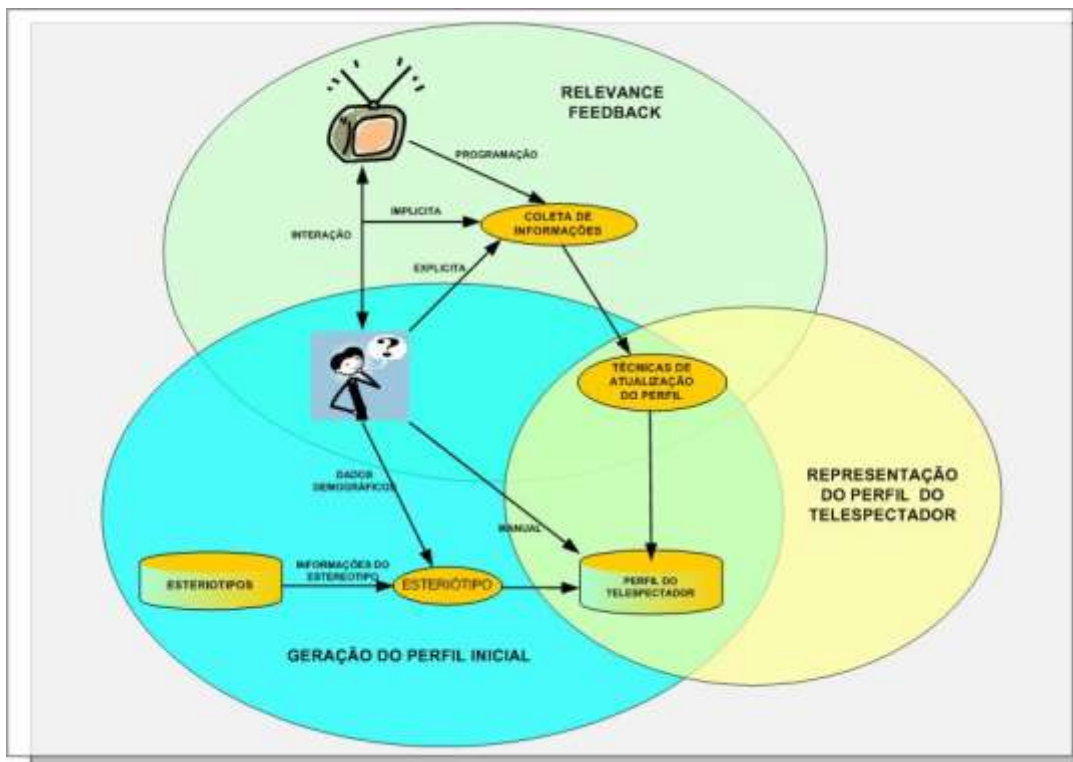 RELEVANCE
FEEDBACK
PROGRAMAÇÃO
IMPLICITA
COLETA DE
INFORMAÇÕES
INTERAÇÃO
EXPLICITA
?
TÉCNICAS DE
ATUALIZAÇÃO
DO PERFIL
DADOS
DEMOGRÁFICOS
REPRESENTAÇÃO
DO PERFIL DO
TELESPECTADOR
MANUAL
INFORMAÇÕES DO
ESTEREOTIPO
ESTERIOTIPOS
ESTERIÓTIPO
PERFIL DO
TELESPECTADOR
GERAÇÃO DO PERFIL INICIAL